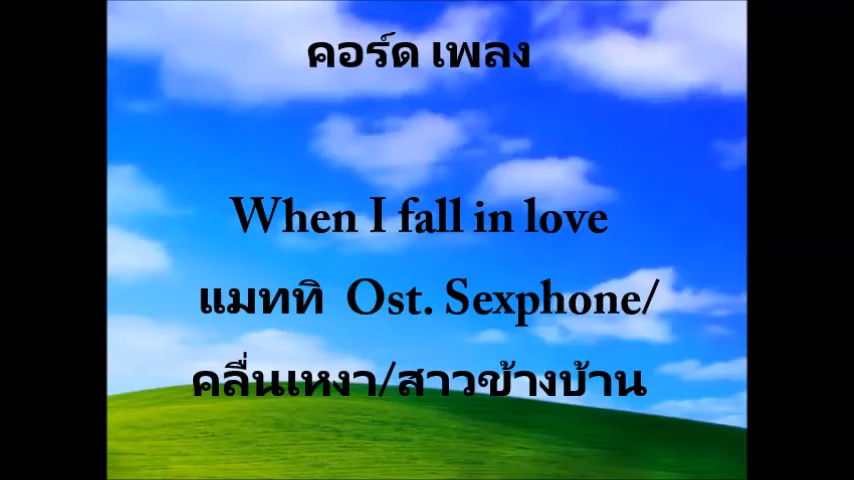 คอร์ด เพลง
When I fall in love
แมททิ Ost. Sexphone/
คลื่นเหงา/สาวข้างบ้าน